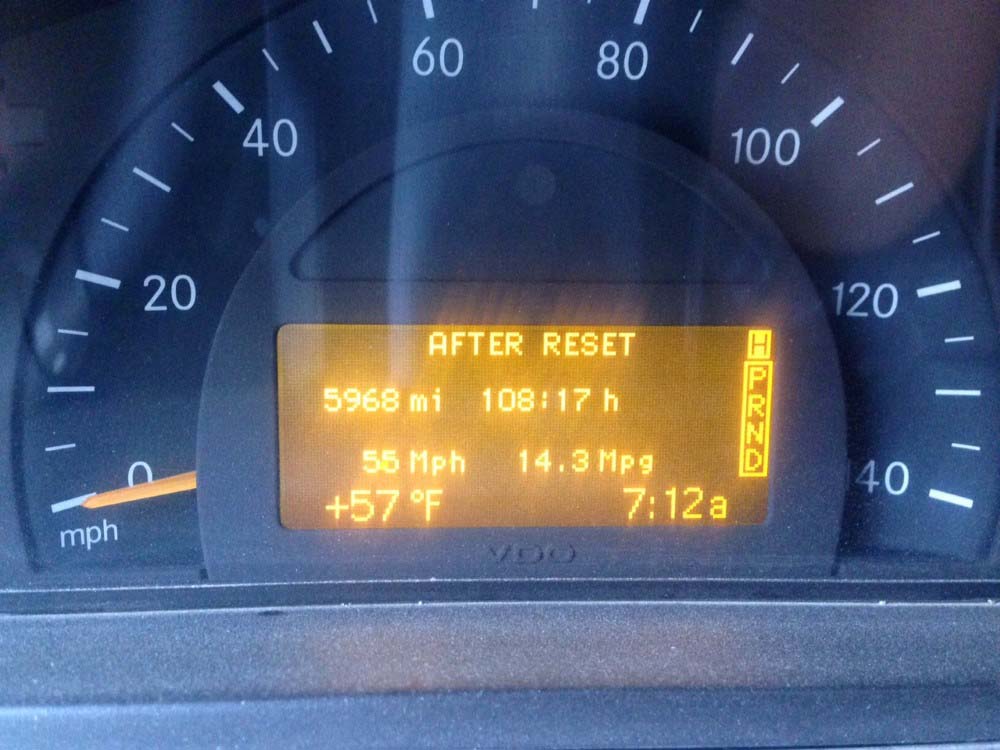 60 80
40 100
20 120
0 40
mph
AFTER RESET
5968 mi 108:17 h
55 Mph 14.3 Mpg
+57 °F 7:12a
H
P
R
N
D
VDO